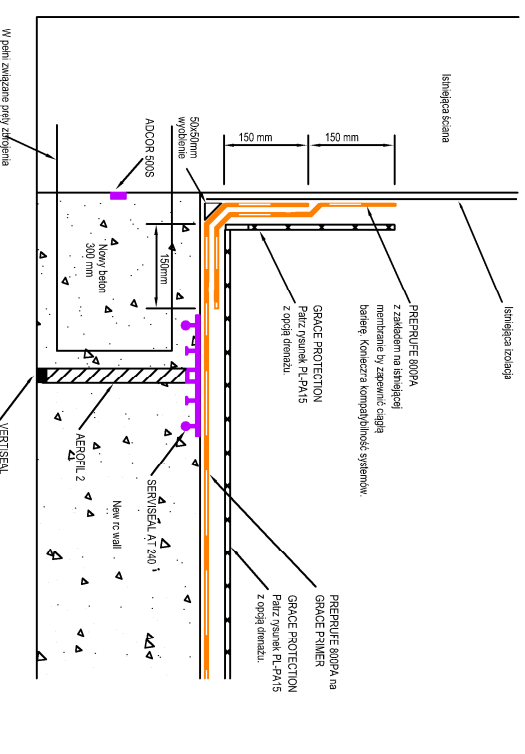 Istniejąca ściana
Istniejąca izolacja
150 mm
150 mm
PREPRUFE 800PA
z zakładem na istniejącej
membranie by zapewnić ciągłą
barierę. Konieczna kompatybilność systemów.
GRACE PROTECTION
Patrz rysunek PL-PA15
z opcją drenażu.
PREPRUFE 800PA na
GRACE PRIMER
GRACE PROTECTION
Patrz rysunek PL-PA15
z opcją drenażu.
50x50mm
wyoblenie
ADCOR 500S
W pełni związane pręty zbrojenia
Nowy beton
300 mm
150mm
SERVISEAL AT 240
New rc wall
AEROFIL 2
VERTISEAL